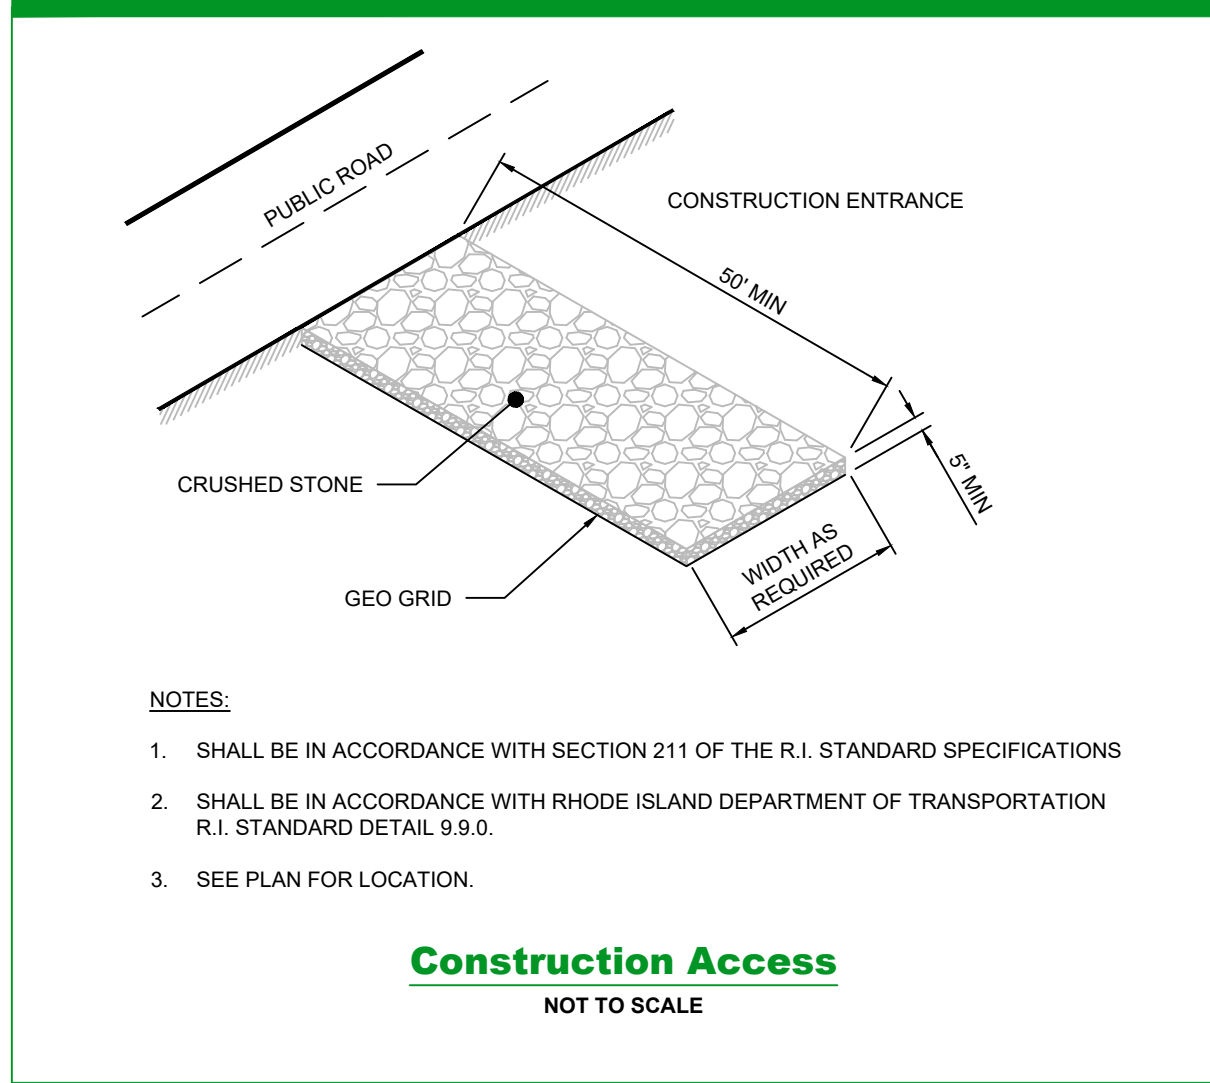 PUBLIC ROAD
CONSTRUCTION ENTRANCE
50' MIN
5" MIN
CRUSHED STONE
WIDTH AS
REQUIRED
GEO GRID
NOTES:
1. SHALL BE IN ACCORDANCE WITH SECTION 211 OF THE R.I. STANDARD SPECIFICATIONS
2. SHALL BE IN ACCORDANCE WITH RHODE ISLAND DEPARTMENT OF TRANSPORTATION
R.I. STANDARD DETAIL 9.9.0.
3. SEE PLAN FOR LOCATION.
Construction Access
NOT TO SCALE